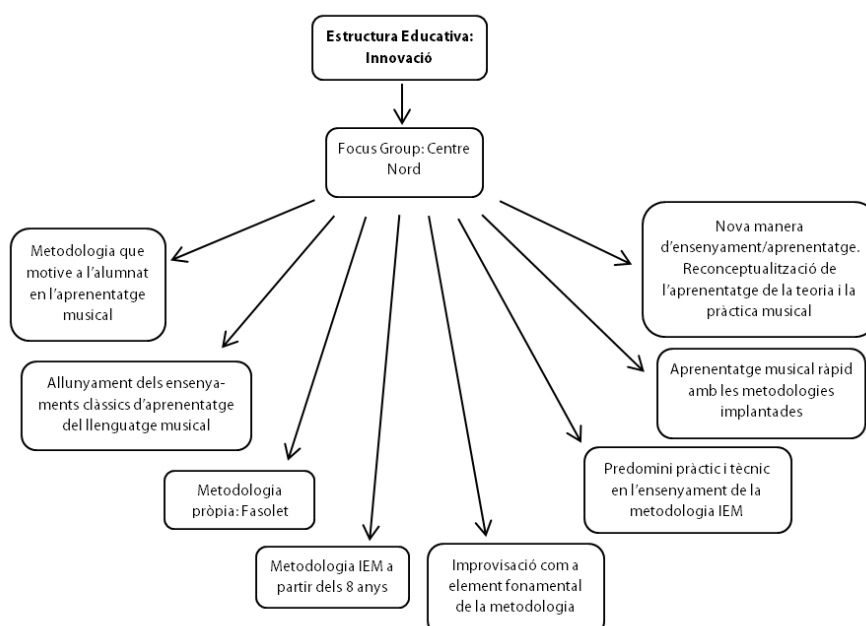 Estructura Educativa:
Innovació
Focus Group: Centre
Nord
Metodologia que
motive a l’alumnat
en l’aprenentatge
musical
Allunyament dels ensenya-
ments clàssics d’aprenentatge
del llenguatge musical
Metodologia
pròpia: Fasolet
Metodologia IEM a
partir dels 8 anys
Improvisació com a
element fonamental
de la metodologia
Predomini pràctic i tècnic
en l’ensenyament de la
metodologia IEM
Aprenentatge musical ràpid
amb les metodologies
implantades
Nova manera
d’ensenyament/aprenentatge.
Reconceptualització de
l’aprenentatge de la teoria i la
pràctica musical